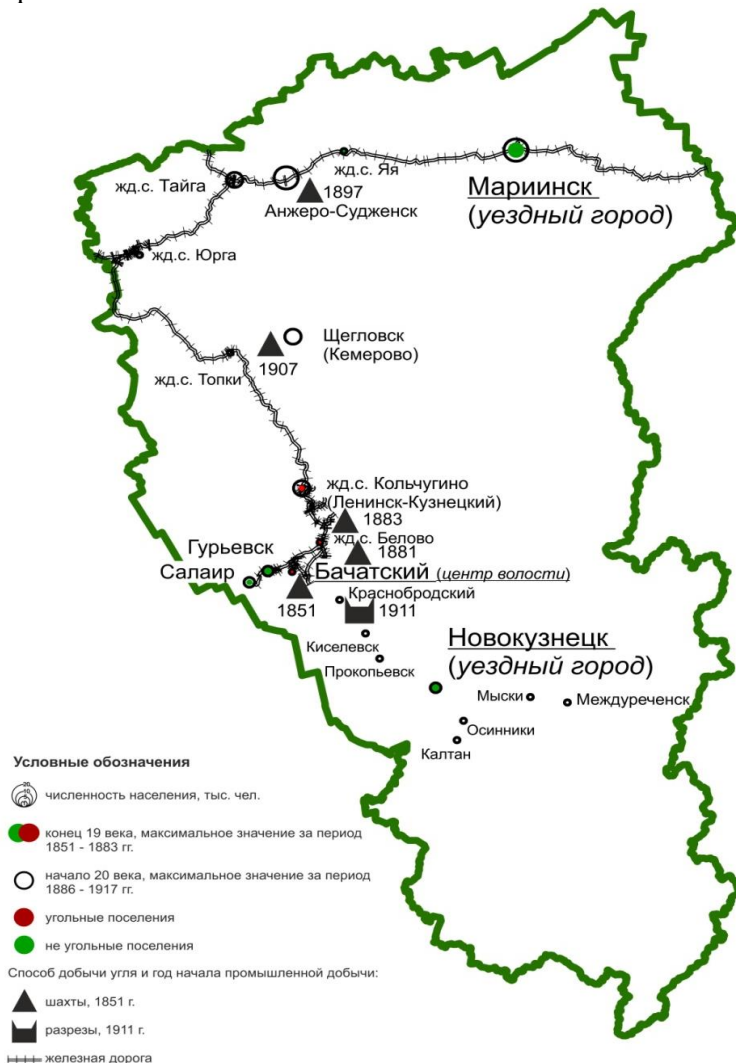 жд.с. Яя
жд.с. Тайга
1897
Анжеро-Судженск
Мариинск
(уездный город)
жд.с. Юрга
Щегловск
(Кемерово)
1907
жд.с. Топки
жд.с. Кольчугино
(Ленинск-Кузнецкий)
1883
жд.с. Белово
1881
Гурьевск
Салаир
Бачатский (центр волости)
1851
Краснобродский
1911
Киселевск
Прокопьевск
Новокузнецк
(уездный город)
Мыски
Междуреченск
Осинники
Калтан
Условные обозначения
численность населения, тыс. чел.
конец 19 века, максимальное значение за период
1851 - 1883 гг.
начало 20 века, максимальное значение за период
1886 - 1917 гг.
угольные поселения
не угольные поселения
Способ добычи угля и год начала промышленной добычи:
шахты, 1851 г.
разрезы, 1911 г.
железная дорога